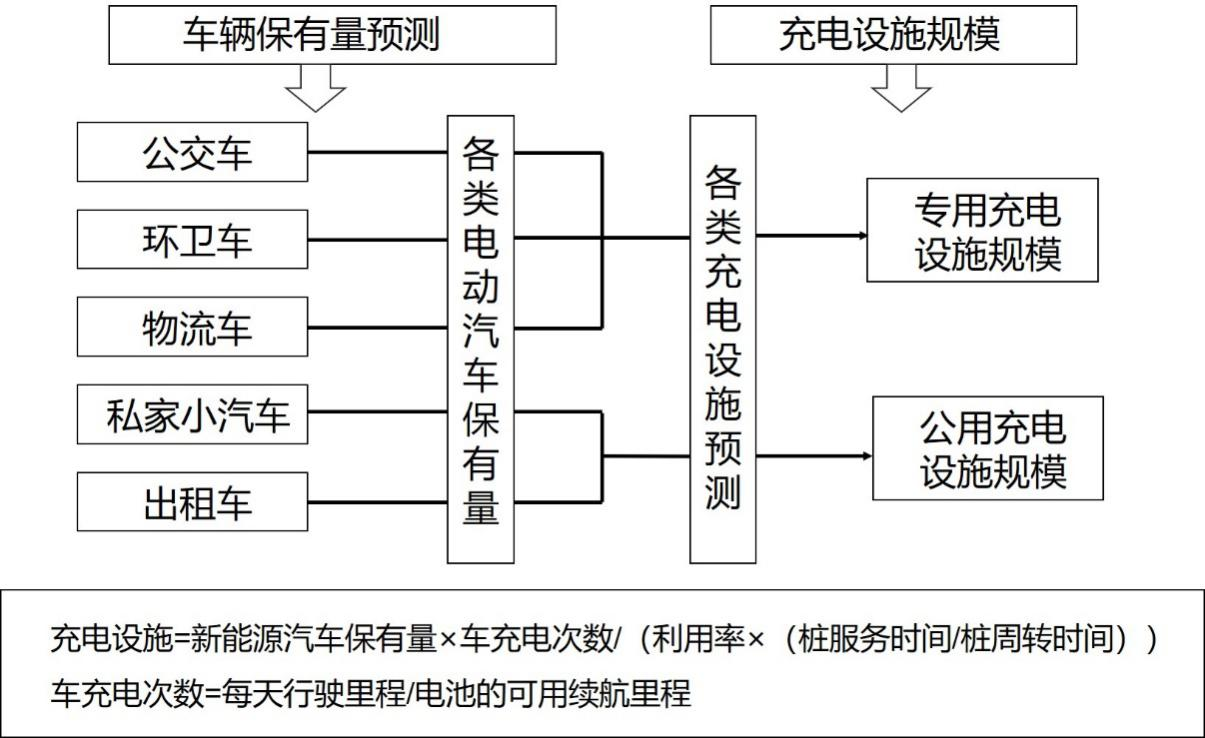 车辆保有量预测
充电设施规模
公交车
环卫车
物流车
私家小汽车
出租车
各类电动汽车保有量
各类充电设施预测
专用充电
设施规模
公用充电
设施规模
充电设施=新能源汽车保有量×车充电次数/（利用率×（桩服务时间/桩周转时间））
车充电次数=每天行驶里程/电池的可用续航里程